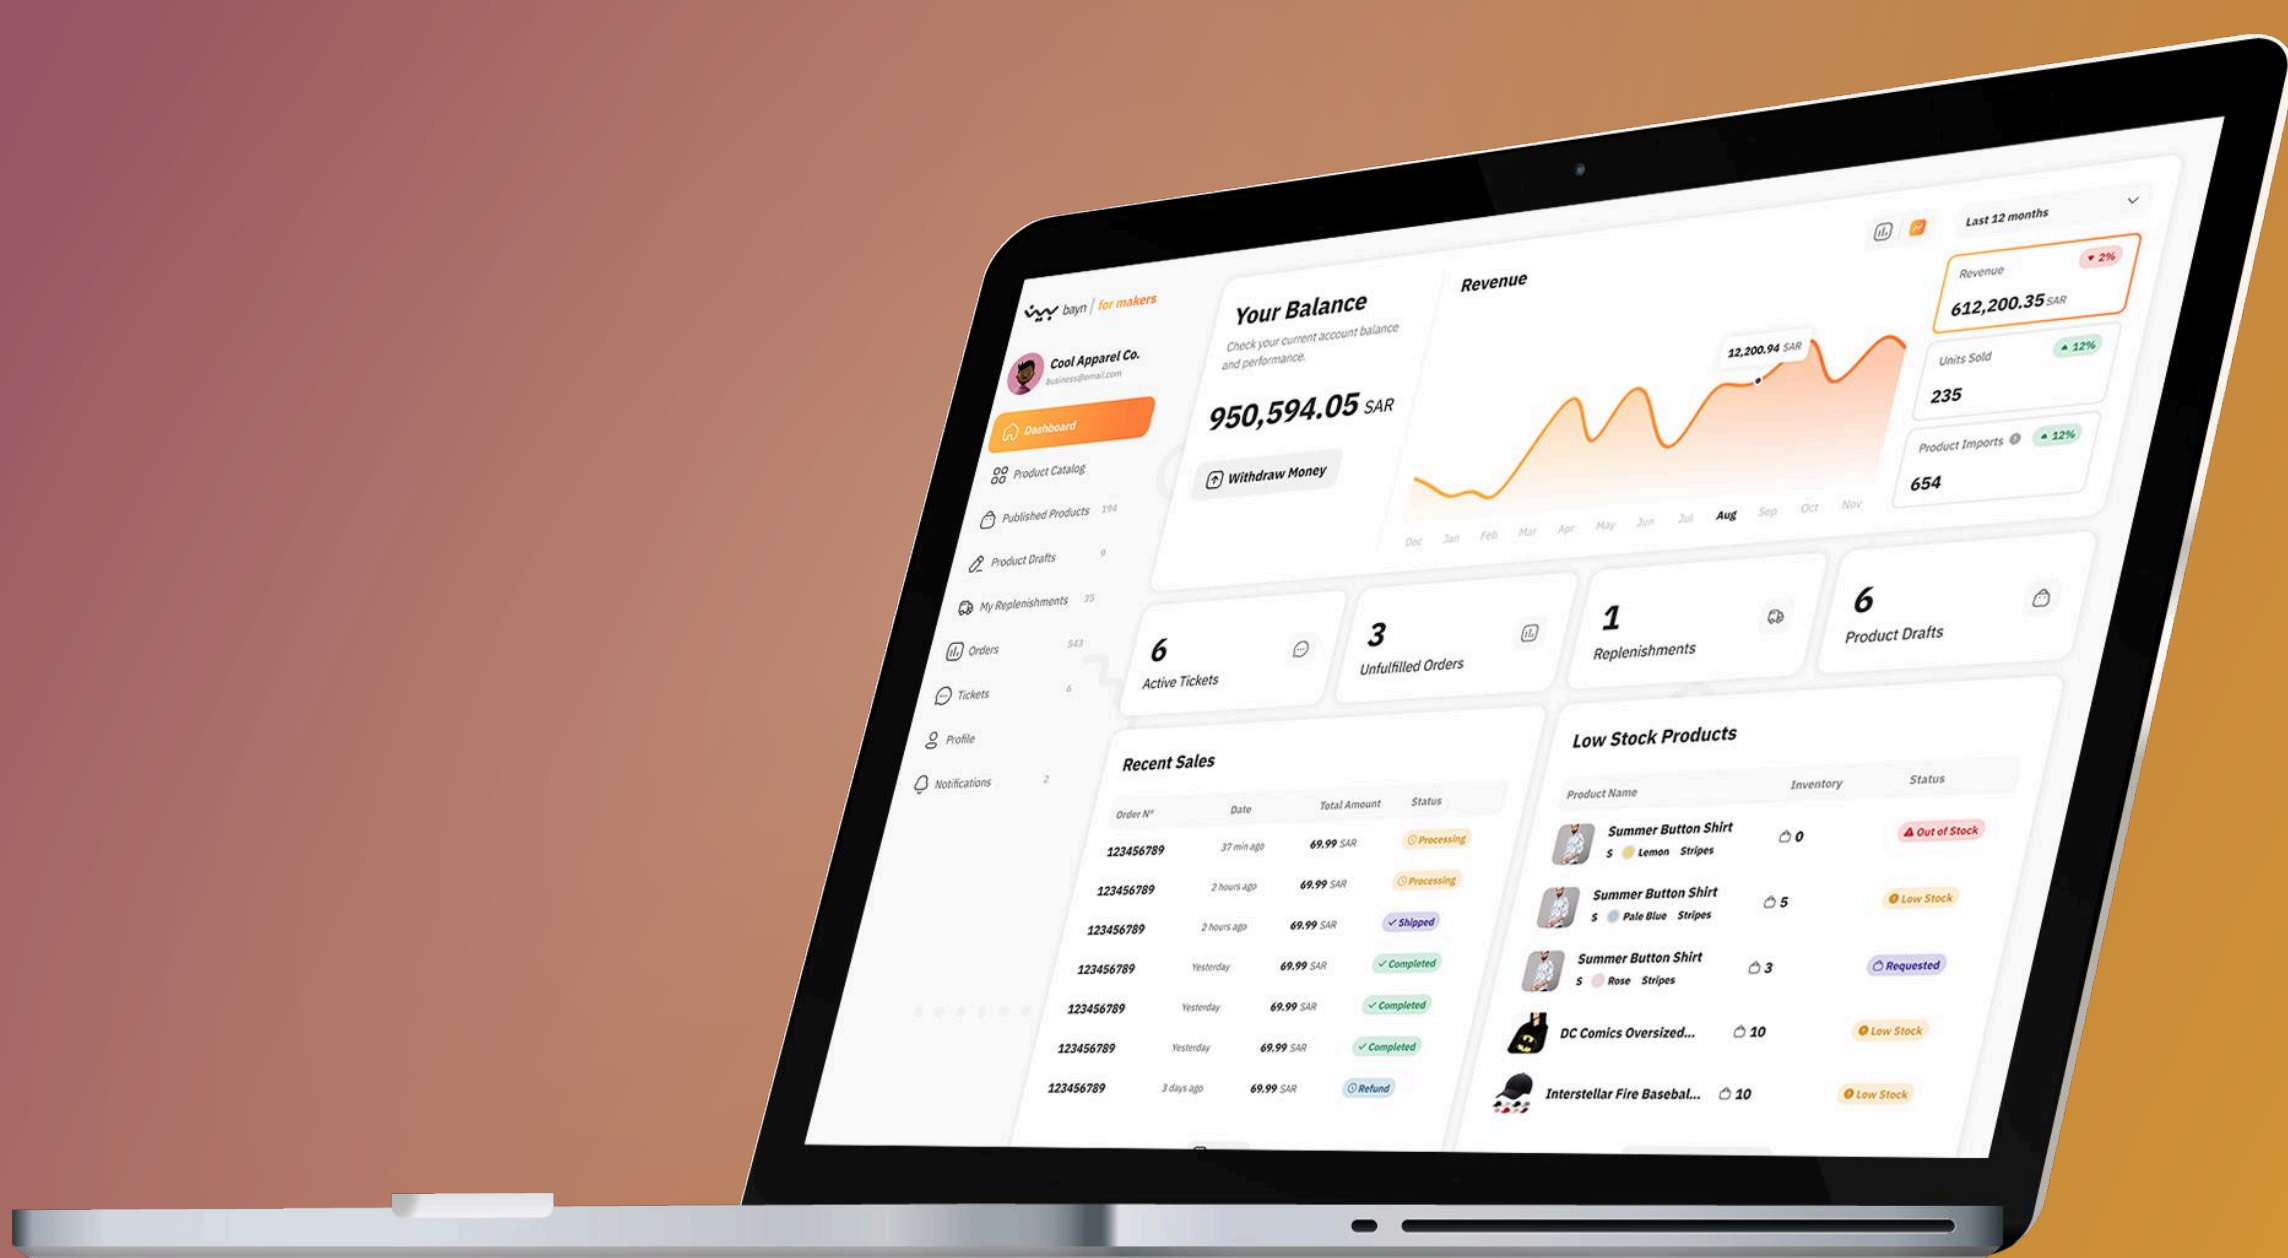 بين bayn | for makers
Cool Apparel Co.
business@email.com
Dashboard
Product Catalog
Published Products 194
Product Drafts 9
My Replenishments 35
Orders 543
Tickets 6
Profile
Notifications 2
Your Balance
Check your current account balance
and performance.
950,594.05 SAR
Withdraw Money
Revenue
12,200.94 SAR
Dec Jan Feb Mar Apr May Jun Jul Aug Sep Oct Nov
Last 12 months
Revenue 2%
612,200.35 SAR
Units Sold 12%
235
Product Imports 12%
654
6
Active Tickets
3
Unfulfilled Orders
1
Replenishments
6
Product Drafts
Recent Sales
Order Nº Date Total Amount Status
123456789 37 min ago 69.99 SAR Processing
123456789 2 hours ago 69.99 SAR Processing
123456789 2 hours ago 69.99 SAR Shipped
123456789 Yesterday 69.99 SAR Completed
123456789 Yesterday 69.99 SAR Completed
123456789 Yesterday 69.99 SAR Completed
123456789 3 days ago 69.99 SAR Refund
Low Stock Products
Product Name Inventory Status
Summer Button Shirt 0 Out of Stock
S Lemon Stripes
Summer Button Shirt 5 Low Stock
S Pale Blue Stripes
Summer Button Shirt 3 Requested
S Rose Stripes
DC Comics Oversized... 10 Low Stock
Interstellar Fire Basebal... 10 Low Stock